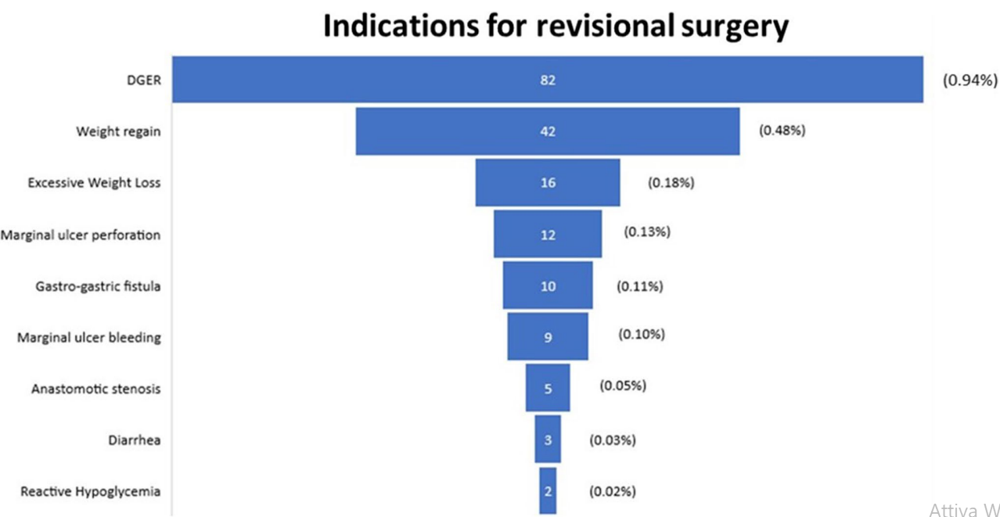 Indications for revisional surgery
DGER 82 (0.94%)
Weight regain 42 (0.48%)
Excessive Weight Loss 16 (0.18%)
Marginal ulcer perforation 12 (0.13%)
Gastro-gastric fistula 10 (0.11%)
Marginal ulcer bleeding 9 (0.10%)
Anastomotic stenosis 5 (0.05%)
Diarrhea 3 (0.03%)
Reactive Hypoglycemia 2 (0.02%)
Attiva W